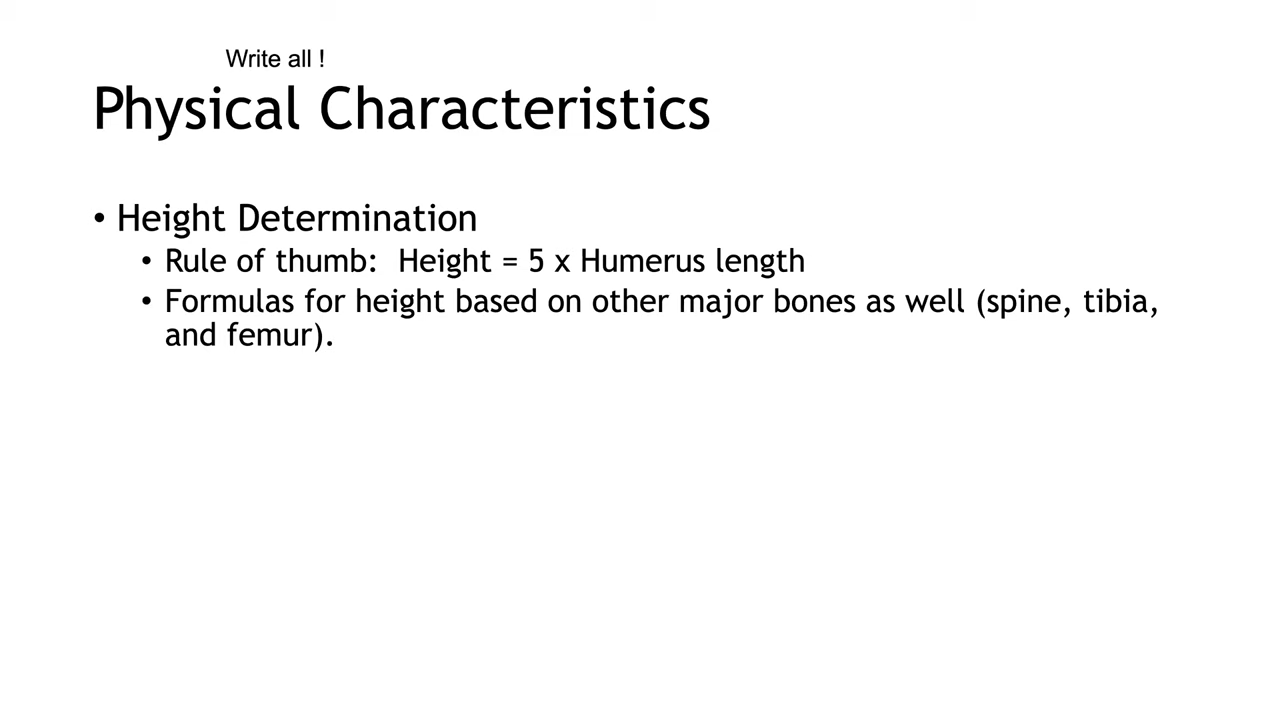 Write all !
Physical Characteristics
• Height Determination
• Rule of thumb:  Height = 5 x Humerus length
• Formulas for height based on other major bones as well (spine, tibia,
and femur).